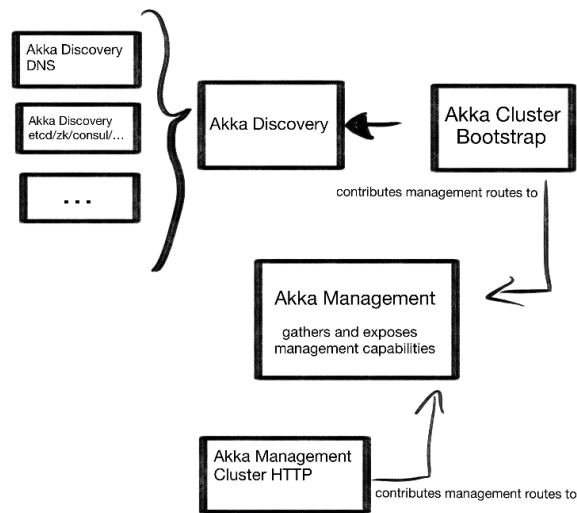 Akka Discovery
DNS
Akka Discovery
etcd/zk/consul/...
...
Akka Discovery
Akka Cluster
Bootstrap
contributes management routes to
Akka Management
gathers and exposes
management capabilities
Akka Management
Cluster HTTP
contributes management routes to